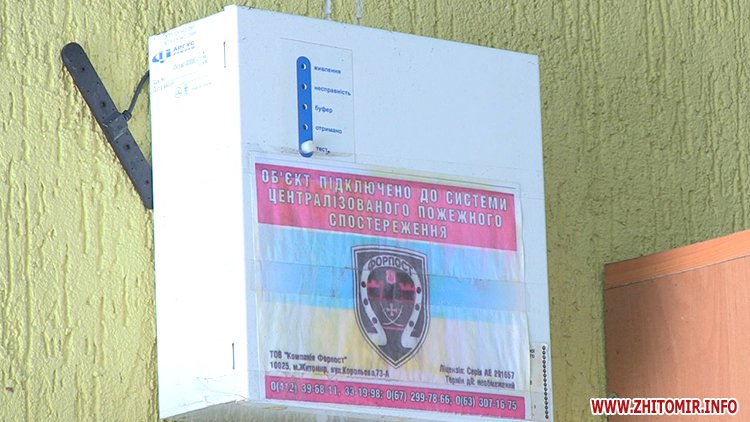 АРГУС
живлення
несправність
буфер
отримано
тест
ОБ'ЄКТ ПІДКЛЮЧЕНО ДО СИСТЕМИ
ЦЕНТРАЛІЗОВАНОГО ПОЖЕЖНОГО
СПОСТЕРЕЖЕННЯ
ФОРПОСТ
ТОВ "Компанія Форпост"
10025, м.Житомир, вул.Корольова,73-А
Ліцензія: Серія АЕ 291657
Термін дії: необмежений
0(412) 39-68-11; 33-19-98; 0(67) 299-78-66; 0(63) 307-16-75
WWW.ZHITOMIR.INFO